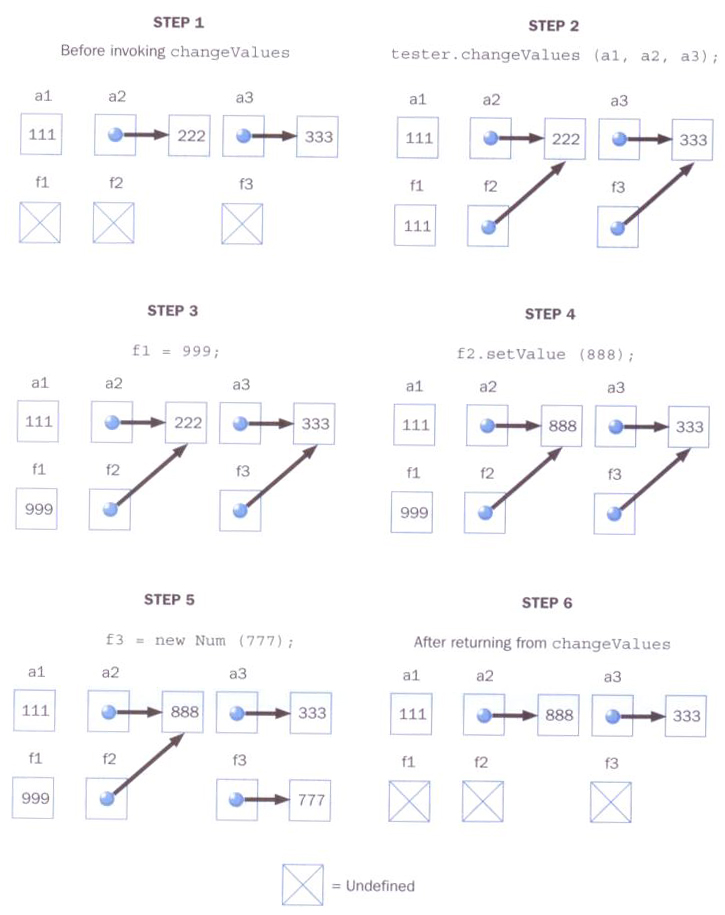 STEP 1
Before invoking changeValues
a1 a2 a3
111 222 333
f1 f2 f3
STEP 2
tester.changeValues (a1, a2, a3);
a1 a2 a3
111 222 333
f1 f2 f3
111
STEP 3
f1 = 999;
a1 a2 a3
111 222 333
f1 f2 f3
999
STEP 4
f2.setValue (888);
a1 a2 a3
111 888 333
f1 f2 f3
999
STEP 5
f3 = new Num (777);
a1 a2 a3
111 888 333
f1 f2 f3
999 777
STEP 6
After returning from changeValues
a1 a2 a3
111 888 333
f1 f2 f3
= Undefined